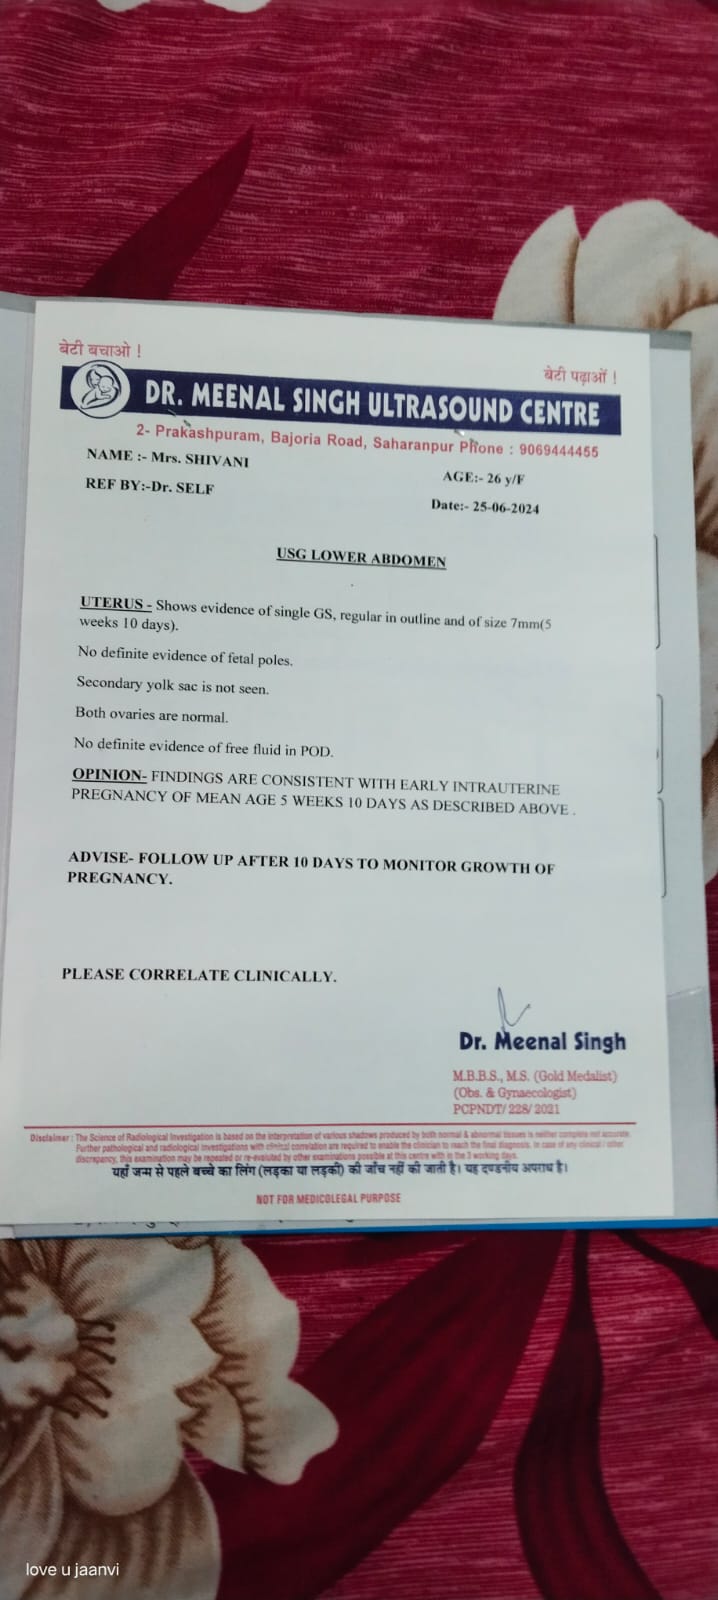 बेटी बचाओ !
बेटी पढ़ाओं !
DR. MEENAL SINGH ULTRASOUND CENTRE
2- Prakashpuram, Bajoria Road, Saharanpur Phone : 9069444455
NAME :- Mrs. SHIVANI
AGE:- 26 y/F
REF BY:-Dr. SELF
Date:- 25-06-2024
USG LOWER ABDOMEN
UTERUS - Shows evidence of single GS, regular in outline and of size 7mm(5
weeks 10 days).
No definite evidence of fetal poles.
Secondary yolk sac is not seen.
Both ovaries are normal.
No definite evidence of free fluid in POD.
OPINION- FINDINGS ARE CONSISTENT WITH EARLY INTRAUTERINE
PREGNANCY OF MEAN AGE 5 WEEKS 10 DAYS AS DESCRIBED ABOVE .
ADVISE- FOLLOW UP AFTER 10 DAYS TO MONITOR GROWTH OF
PREGNANCY.
PLEASE CORRELATE CLINICALLY.
Dr. Meenal Singh
M.B.B.S., M.S. (Gold Medalist)
(Obs. & Gynaecologist)
PCPNDT/ 228/ 2021
Disclaimer : The Science of Radiological Investigation is based on the interpretation of various shadows produced by both normal & abnormal tissues is neither complete not accurate.
Further pathological and radiological investigations with clinical correlation are required to enable the clinician to reach the final diagnosis. In case of any clinical / other
discrepancy, this examination may be repeated or re-evaluted by other examinations possible at this centre with in the 3 working days.
यहाँ जन्म से पहले बच्चे का लिंग (लड़का या लड़की) की जाँच नहीं की जाती है। यह दण्डनीय अपराध है।
NOT FOR MEDICOLEGAL PURPOSE
love u jaanvi